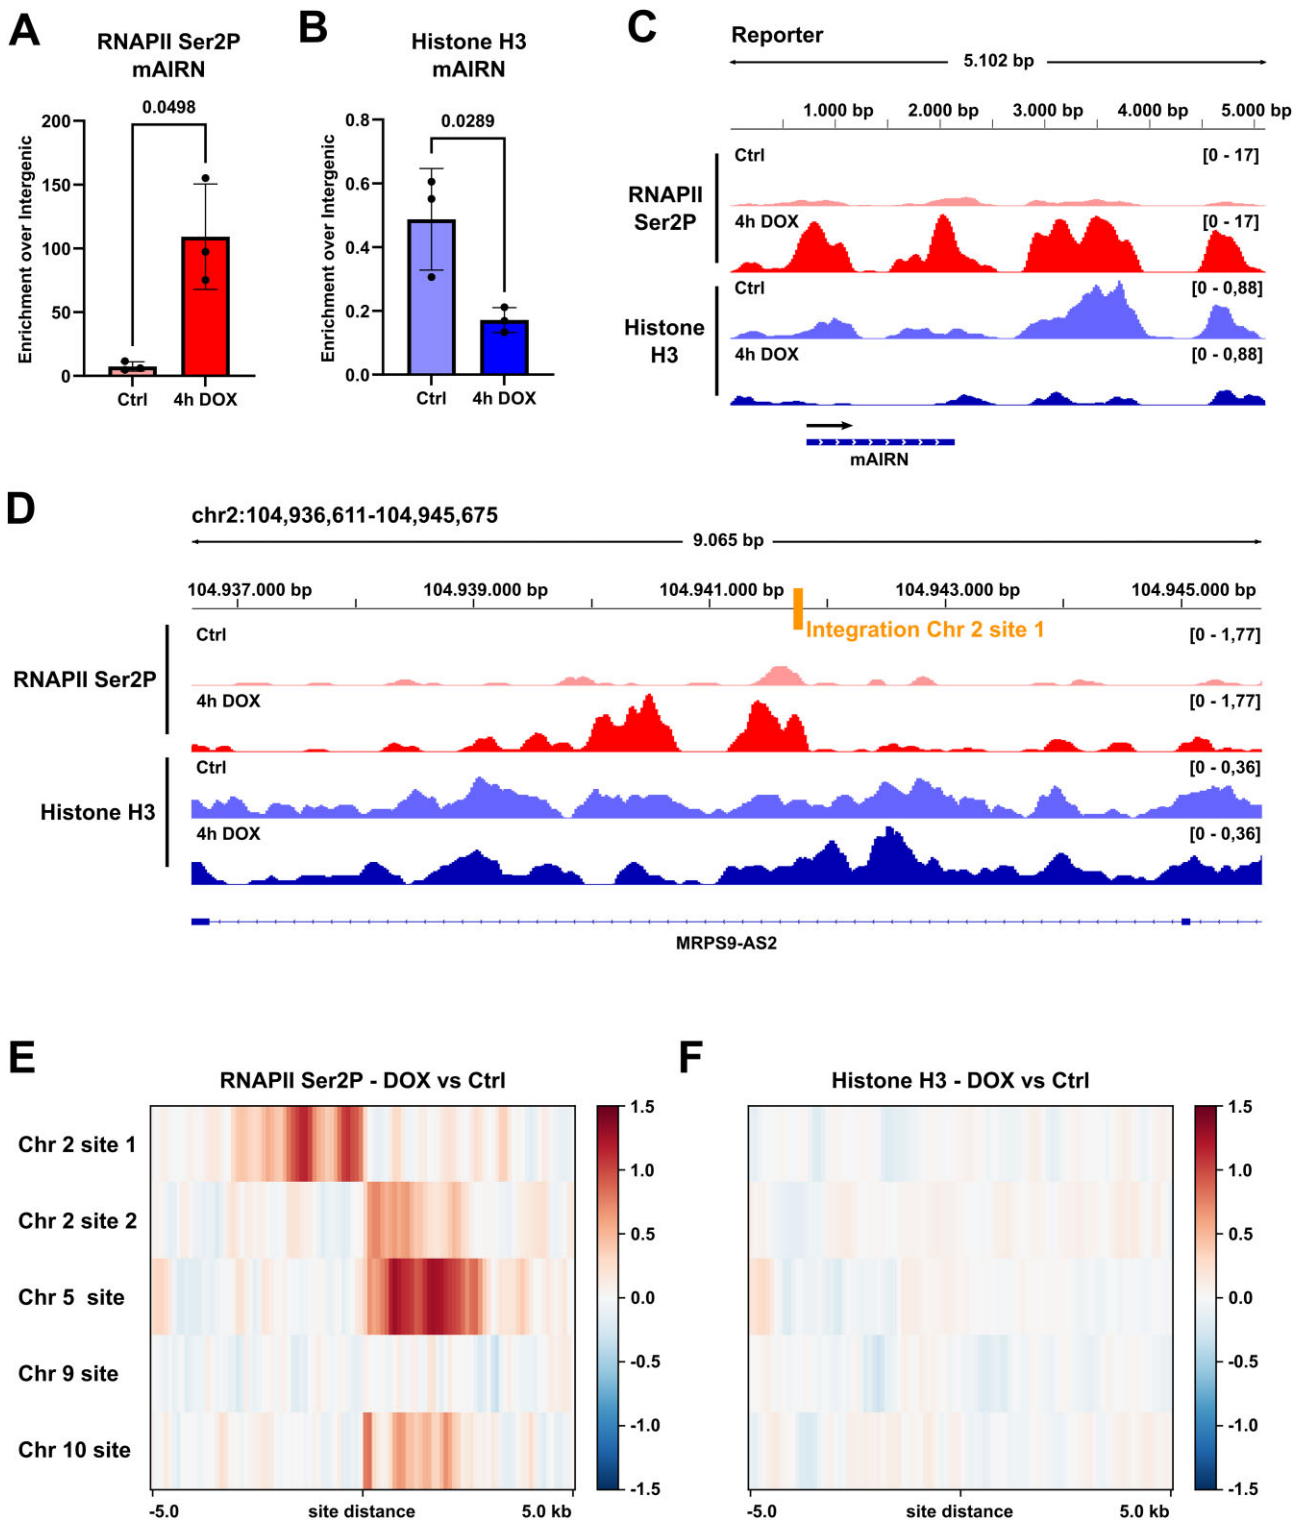 A
RNAPII Ser2P
mAIRN
0.0498
Enrichment over Intergenic
200
150
100
50
0
Ctrl
4h DOX
B
Histone H3
mAIRN
0.0289
Enrichment over Intergenic
0.8
0.6
0.4
0.2
0.0
Ctrl
4h DOX
C
Reporter
5.102 bp
1.000 bp 2.000 bp 3.000 bp 4.000 bp 5.000 bp
RNAPII
Ser2P
Ctrl [0 - 17]
4h DOX [0 - 17]
Histone
H3
Ctrl [0 - 0,88]
4h DOX [0 - 0,88]
mAIRN
D
chr2:104,936,611-104,945,675
9.065 bp
104.937.000 bp 104.939.000 bp 104.941.000 bp 104.943.000 bp 104.945.000 bp
Integration Chr 2 site 1
RNAPII Ser2P
Ctrl [0 - 1,77]
4h DOX [0 - 1,77]
Histone H3
Ctrl [0 - 0,36]
4h DOX [0 - 0,36]
MRPS9-AS2
E
RNAPII Ser2P - DOX vs Ctrl
Chr 2 site 1
Chr 2 site 2
Chr 5 site
Chr 9 site
Chr 10 site
-5.0 site distance 5.0 kb
1.5
1.0
0.5
0.0
-0.5
-1.0
-1.5
F
Histone H3 - DOX vs Ctrl
-5.0 site distance 5.0 kb
1.5
1.0
0.5
0.0
-0.5
-1.0
-1.5